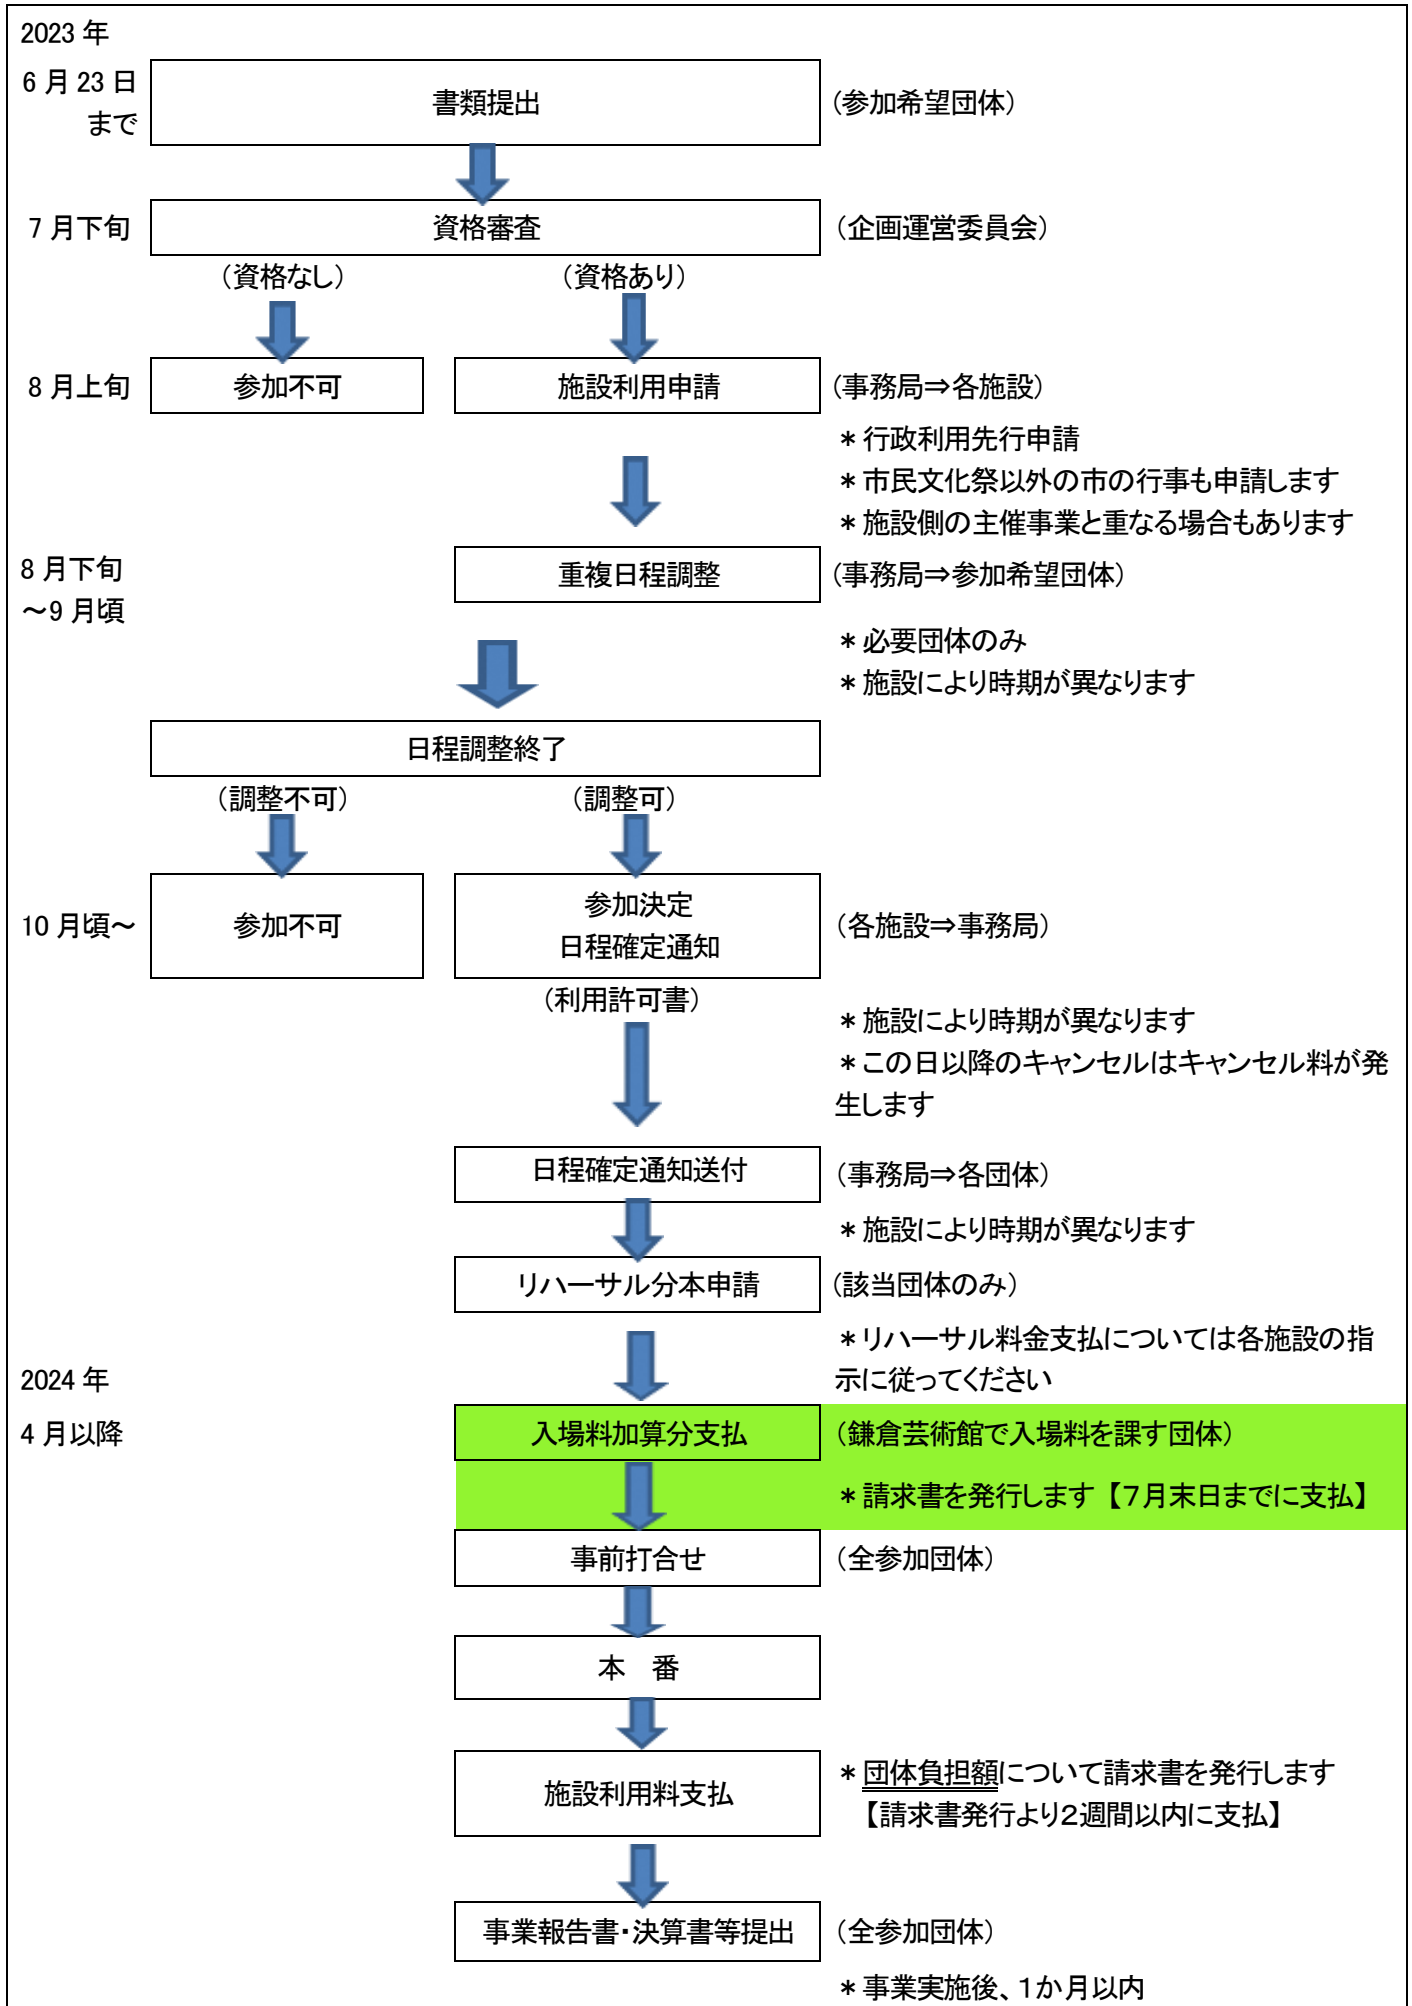 2023 年
6 月 23 日
まで
書類提出
（参加希望団体）
7 月下旬
資格審査
（企画運営委員会）
（資格なし）
（資格あり）
8 月上旬
参加不可
施設利用申請
（事務局⇒各施設）
＊行政利用先行申請
＊市民文化祭以外の市の行事も申請します
＊施設側の主催事業と重なる場合もあります
8 月下旬
～9 月頃
重複日程調整
（事務局⇒参加希望団体）
＊必要団体のみ
＊施設により時期が異なります
日程調整終了
（調整不可）
（調整可）
10 月頃～
参加不可
参加決定
日程確定通知
（各施設⇒事務局）
（利用許可書）
＊施設により時期が異なります
＊この日以降のキャンセルはキャンセル料が発
生します
日程確定通知送付
（事務局⇒各団体）
＊施設により時期が異なります
リハーサル分本申請
（該当団体のみ）
＊リハーサル料金支払については各施設の指
示に従ってください
2024 年
4 月以降
入場料加算分支払
（鎌倉芸術館で入場料を課す団体）
＊請求書を発行します【７月末日までに支払】
事前打合せ
（全参加団体）
本　番
施設利用料支払
＊団体負担額について請求書を発行します
【請求書発行より２週間以内に支払】
事業報告書・決算書等提出
（全参加団体）
＊事業実施後、１か月以内